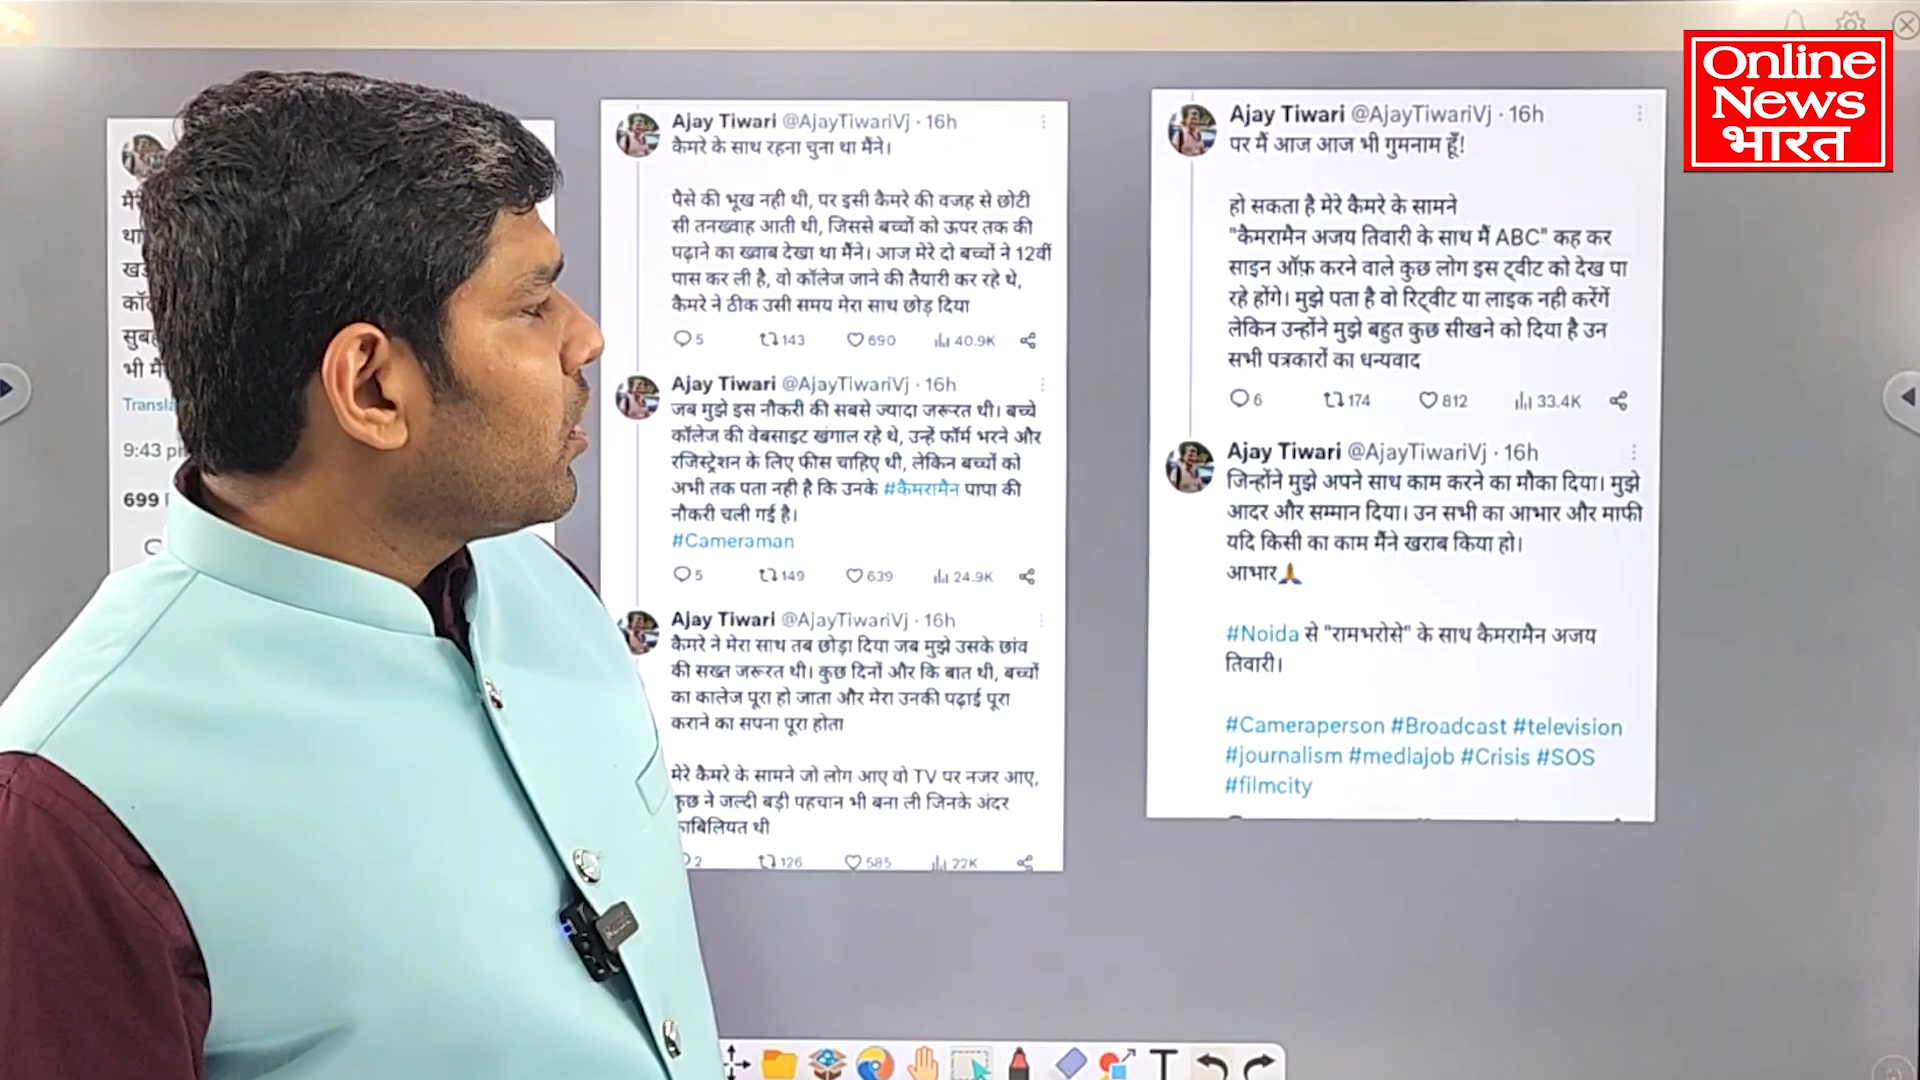 Online
News
भारत
मैं
था
सुबह
भी
9:43
699
Ajay Tiwari @AjayTiwariVj · 16h
कैमरे के साथ रहना चुना था मैंने।
पैसे की भूख नही थी, पर इसी कैमरे की वजह से छोटी
सी तनख्वाह आती थी, जिससे बच्चों को ऊपर तक की
पढ़ाने का ख्वाब देखा था मैंने। आज मेरे दो बच्चों ने 12वीं
पास कर ली है, वो कॉलेज जाने की तैयारी कर रहे थे,
कैमरे ने ठीक उसी समय मेरा साथ छोड़ दिया
5 143 690 40.9K
Ajay Tiwari @AjayTiwariVj · 16h
जब मुझे इस नौकरी की सबसे ज्यादा जरूरत थी। बच्चे
कॉलेज की वेबसाइट खंगाल रहे थे, उन्हें फॉर्म भरने और
रजिस्ट्रेशन के लिए फीस चाहिए थी, लेकिन बच्चों को
अभी तक पता नही है कि उनके #कैमरामैन पापा की
नौकरी चली गई है।
#Cameraman
5 149 639 24.9K
Ajay Tiwari @AjayTiwariVj · 16h
कैमरे ने मेरा साथ तब छोड़ा दिया जब मुझे उसके छांव
की सख्त जरूरत थी। कुछ दिनों और कि बात थी, बच्चों
का कालेज पूरा हो जाता और मेरा उनकी पढ़ाई पूरा
कराने का सपना पूरा होता
मेरे कैमरे के सामने जो लोग आए वो TV पर नजर आए,
कुछ ने जल्दी बड़ी पहचान भी बना ली जिनके अंदर
थी
2 126 585 22K
Ajay Tiwari @AjayTiwariVj · 16h
पर मैं आज आज भी गुमनाम हूँ!
हो सकता है मेरे कैमरे के सामने
"कैमरामैन अजय तिवारी के साथ मैं ABC" कह कर
साइन ऑफ़ करने वाले कुछ लोग इस ट्वीट को देख पा
रहे होंगे। मुझे पता है वो रिट्वीट या लाइक नही करेंगें
लेकिन उन्होंने मुझे बहुत कुछ सीखने को दिया है उन
सभी पत्रकारों का धन्यवाद
6 174 812 33.4K
Ajay Tiwari @AjayTiwariVj · 16h
जिन्होंने मुझे अपने साथ काम करने का मौका दिया। मुझे
आदर और सम्मान दिया। उन सभी का आभार और माफी
यदि किसी का काम मैंने खराब किया हो।
आभार🙏
#Noida से "रामभरोसे" के साथ कैमरामैन अजय
तिवारी।
#Cameraperson #Broadcast #television
#journalism #mediajob #Crisis #SOS
#filmcity
T